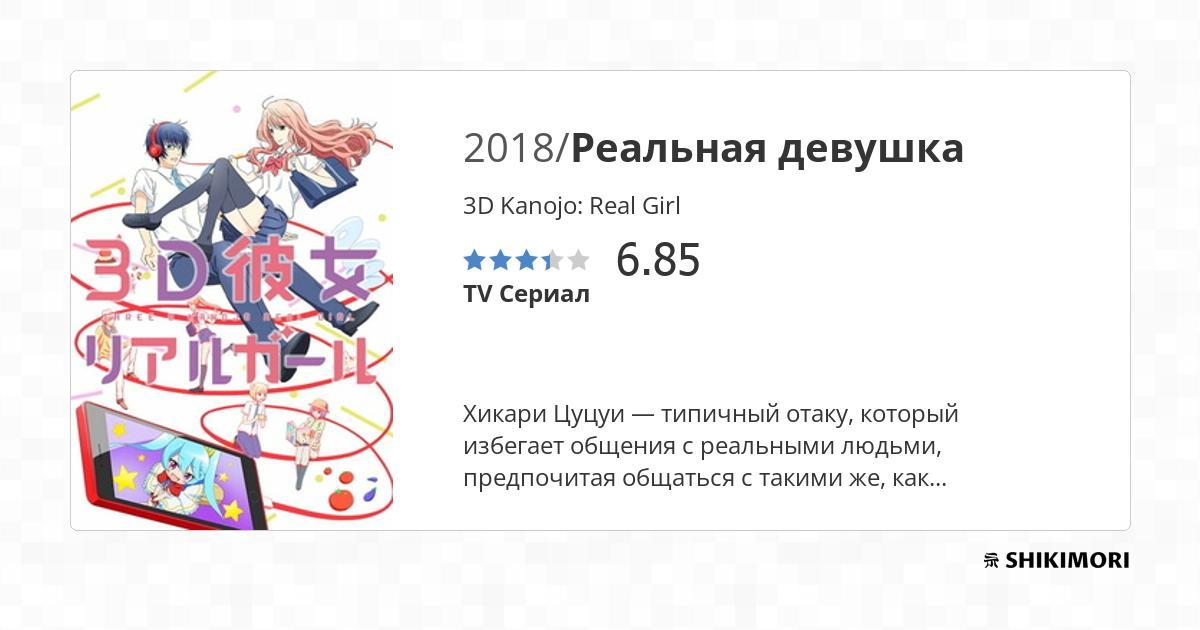 2018/Реальная девушка
3D Kanojo: Real Girl
6.85
TV Сериал
Хикари Цуцуи — типичный отаку, который
избегает общения с реальными людьми,
предпочитая общаться с такими же, как...
3D彼女
THREE D KANOJO REAL GIRL
リアルガール
SHIKIMORI